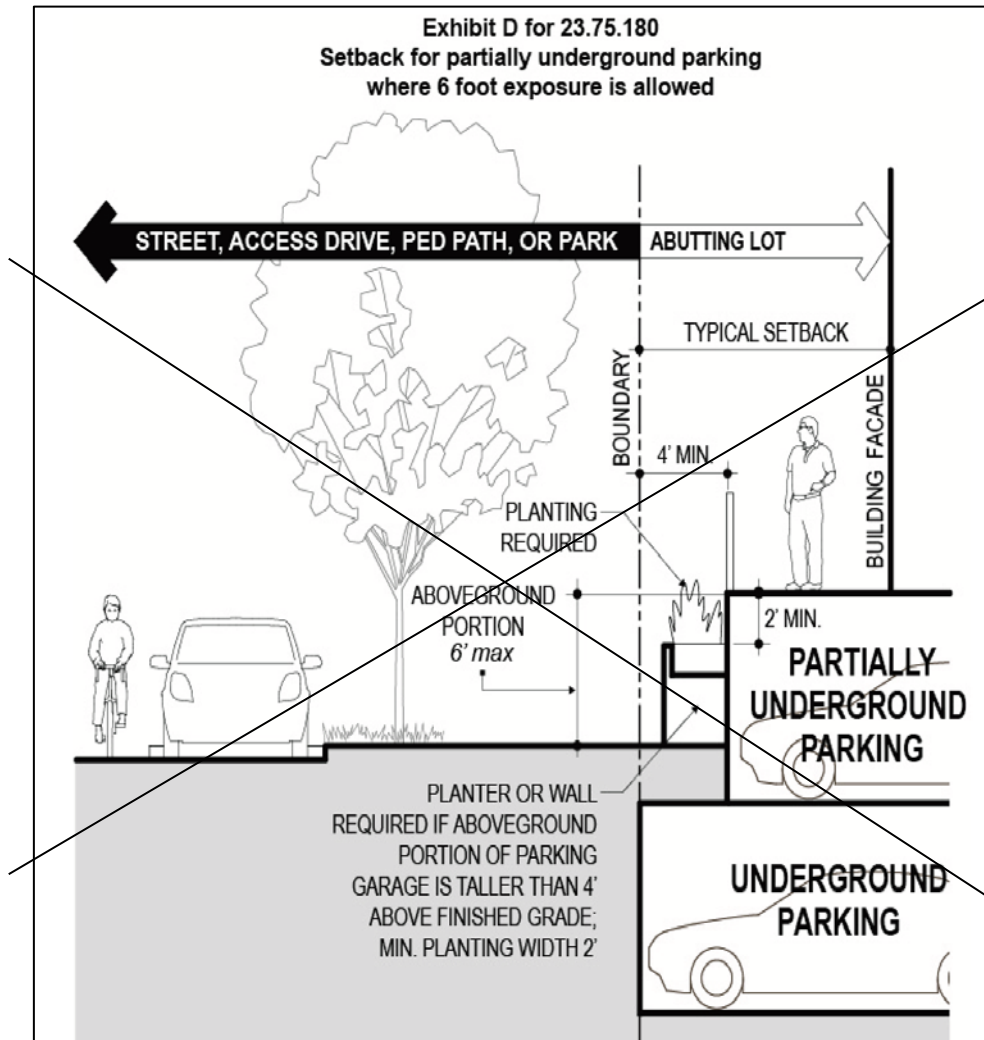 Exhibit D for 23.75.180
Setback for partially underground parking
where 6 foot exposure is allowed
STREET, ACCESS DRIVE, PED PATH, OR PARK
ABUTTING LOT
TYPICAL SETBACK
BOUNDARY
BUILDING FACADE
4' MIN.
PLANTING
REQUIRED
ABOVEGROUND
PORTION
6' max
2' MIN.
PARTIALLY
UNDERGROUND
PARKING
PLANTER OR WALL
REQUIRED IF ABOVEGROUND
PORTION OF PARKING
GARAGE IS TALLER THAN 4'
ABOVE FINISHED GRADE;
MIN. PLANTING WIDTH 2'
UNDERGROUND
PARKING